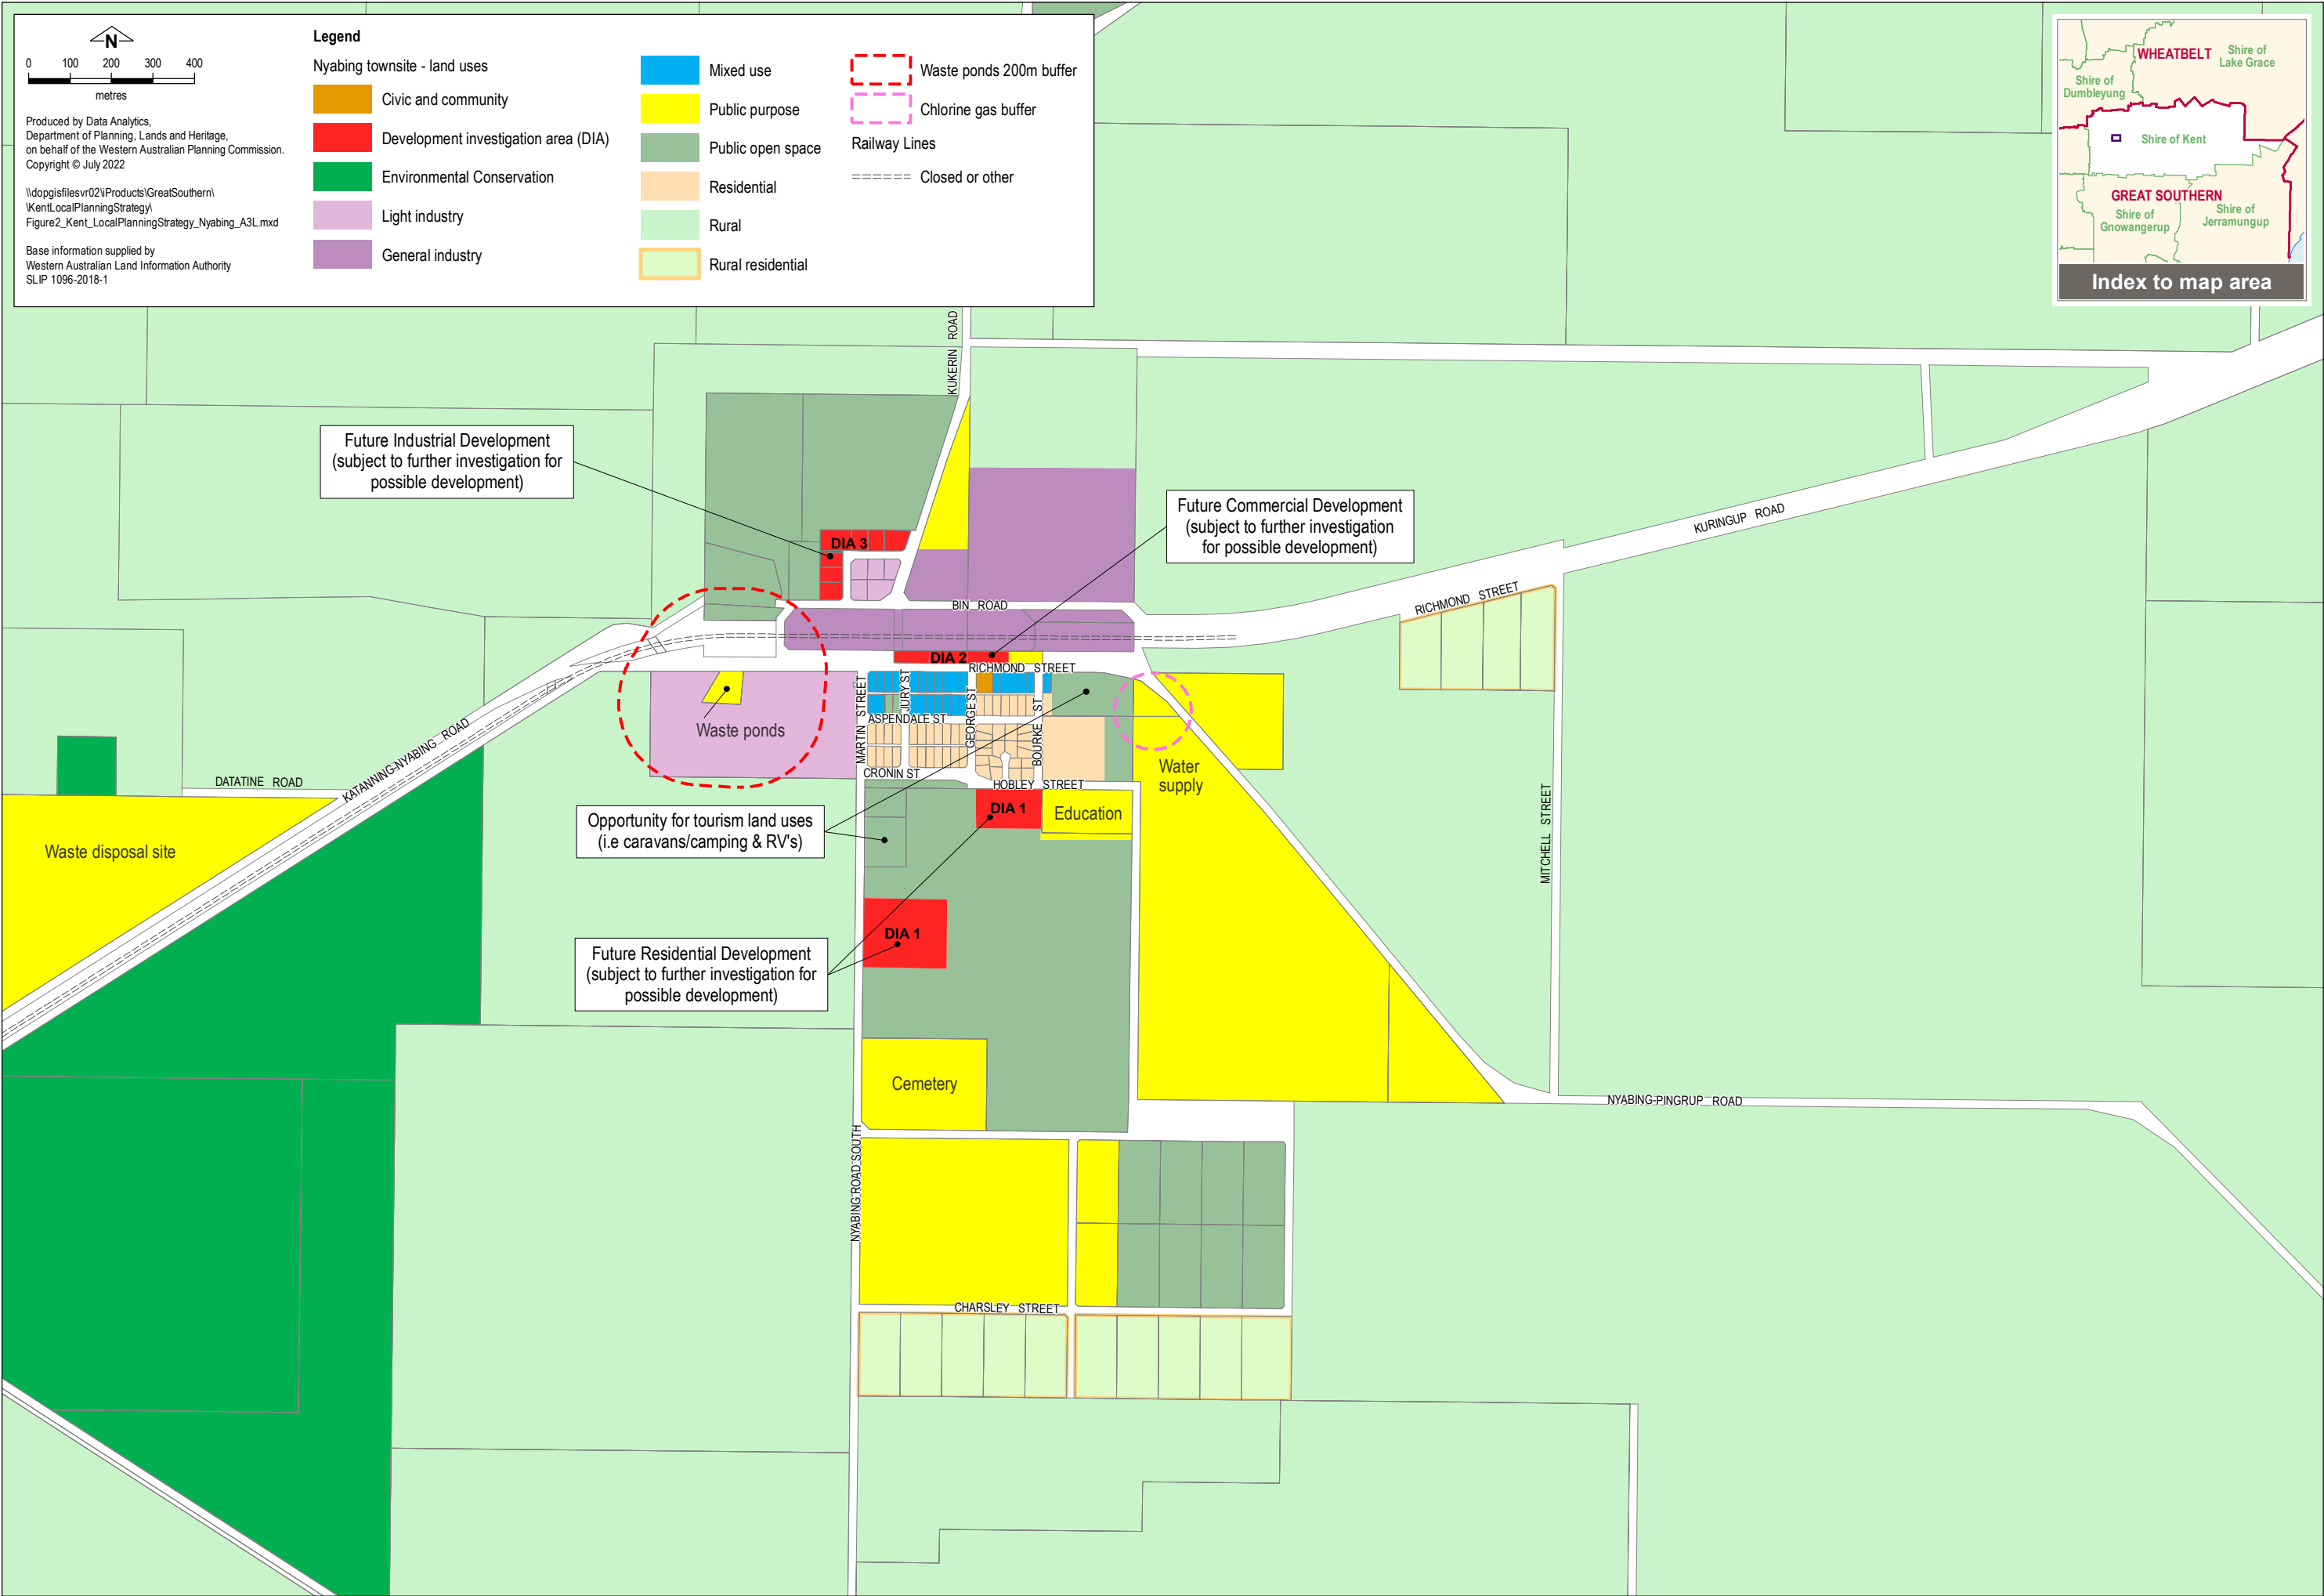 N
0 100 200 300 400
metres
Produced by Data Analytics,
Department of Planning, Lands and Heritage,
on behalf of the Western Australian Planning Commission.
Copyright © July 2022
\\dopgisfilesvr02\iProducts\GreatSouthern\
\KentLocalPlanningStrategy\
Figure2_Kent_LocalPlanningStrategy_Nyabing_A3L.mxd
Base information supplied by
Western Australian Land Information Authority
SLIP 1096-2018-1
Legend
Nyabing townsite - land uses
Civic and community
Development investigation area (DIA)
Environmental Conservation
Light industry
General industry
Mixed use
Public purpose
Public open space
Residential
Rural
Rural residential
Waste ponds 200m buffer
Chlorine gas buffer
Railway Lines
Closed or other
WHEATBELT
Shire of
Lake Grace
Shire of
Dumbleyung
Shire of Kent
GREAT SOUTHERN
Shire of
Gnowangerup
Shire of
Jerramungup
Index to map area
KUKERIN ROAD
Future Industrial Development
(subject to further investigation for
possible development)
Future Commercial Development
(subject to further investigation
for possible development)
KURINGUP ROAD
DIA 3
BIN ROAD
RICHMOND STREET
DIA 2
RICHMOND STREET
MARTIN STREET
JURY ST
GEORGE ST
BOURKE ST
ASPENDALE ST
Waste ponds
CRONIN ST
HOBLEY STREET
Water
supply
KATANNING-NYABING ROAD
DATATINE ROAD
Waste disposal site
Opportunity for tourism land uses
(i.e caravans/camping & RV's)
DIA 1
Education
MITCHELL STREET
DIA 1
Future Residential Development
(subject to further investigation for
possible development)
Cemetery
NYABING-PINGRUP ROAD
NYABING ROAD SOUTH
CHARSLEY STREET